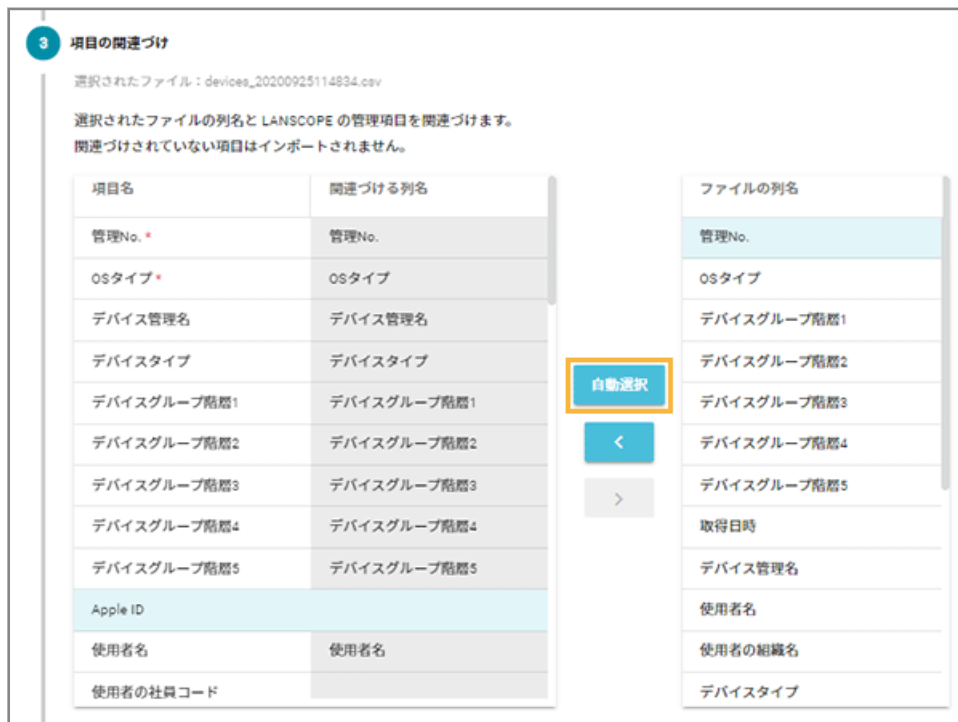 3 項目の関連づけ
選択されたファイル：devices_20200925114834.csv
選択されたファイルの列名と LANSCOPE の管理項目を関連づけます。
関連づけされていない項目はインポートされません。
項目名 関連づける列名 ファイルの列名
管理No. * 管理No. 管理No.
OSタイプ * OSタイプ OSタイプ
デバイス管理名 デバイス管理名 デバイスグループ階層1
デバイスタイプ デバイスタイプ デバイスグループ階層2
自動選択
デバイスグループ階層1 デバイスグループ階層1 デバイスグループ階層3
デバイスグループ階層2 デバイスグループ階層2 < デバイスグループ階層4
デバイスグループ階層3 デバイスグループ階層3 > デバイスグループ階層5
デバイスグループ階層4 デバイスグループ階層4 取得日時
デバイスグループ階層5 デバイスグループ階層5 デバイス管理名
Apple ID 使用者名
使用者名 使用者名 使用者の組織名
使用者の社員コード デバイスタイプ